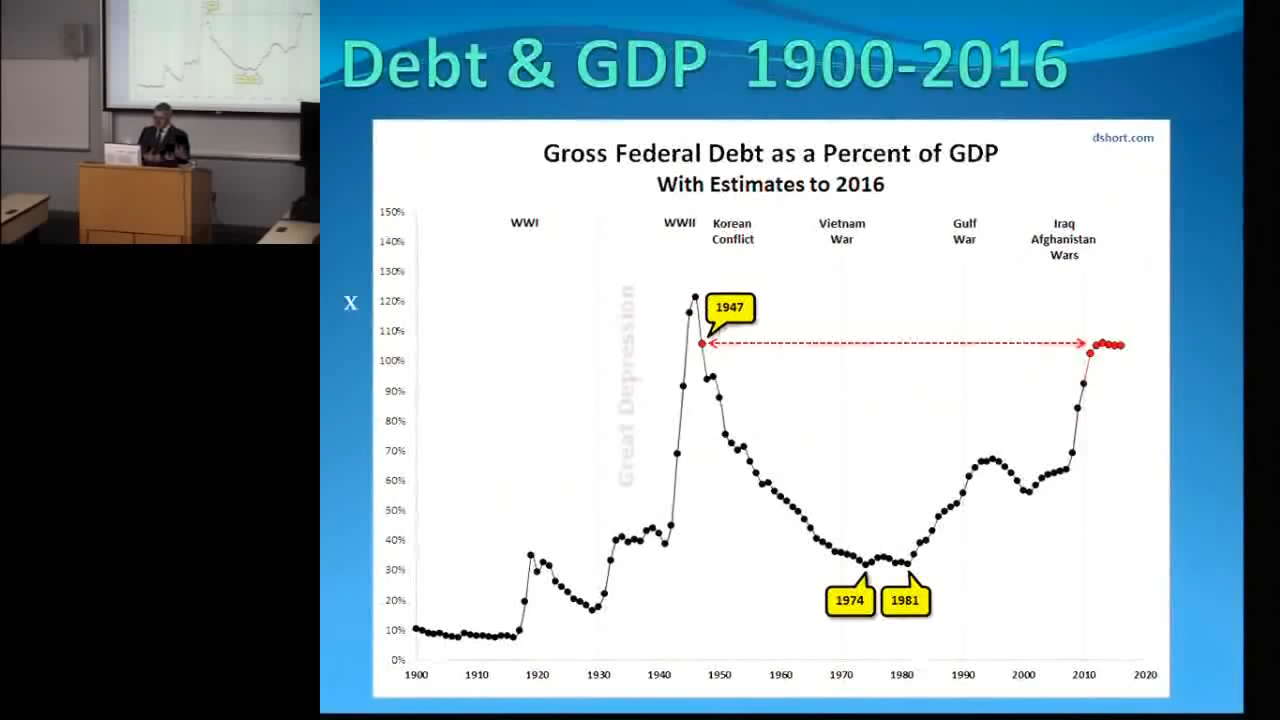 Debt & GDP 1900-2016
dshort.com
Gross Federal Debt as a Percent of GDP
With Estimates to 2016
150%
140%
130%
120%
110%
100%
90%
80%
70%
60%
50%
40%
30%
20%
10%
0%
WWI
WWII
Korean
Conflict
Vietnam
War
Gulf
War
Iraq
Afghanistan
Wars
X
Great Depression
1947
1974
1981
1900
1910
1920
1930
1940
1950
1960
1970
1980
1990
2000
2010
2020